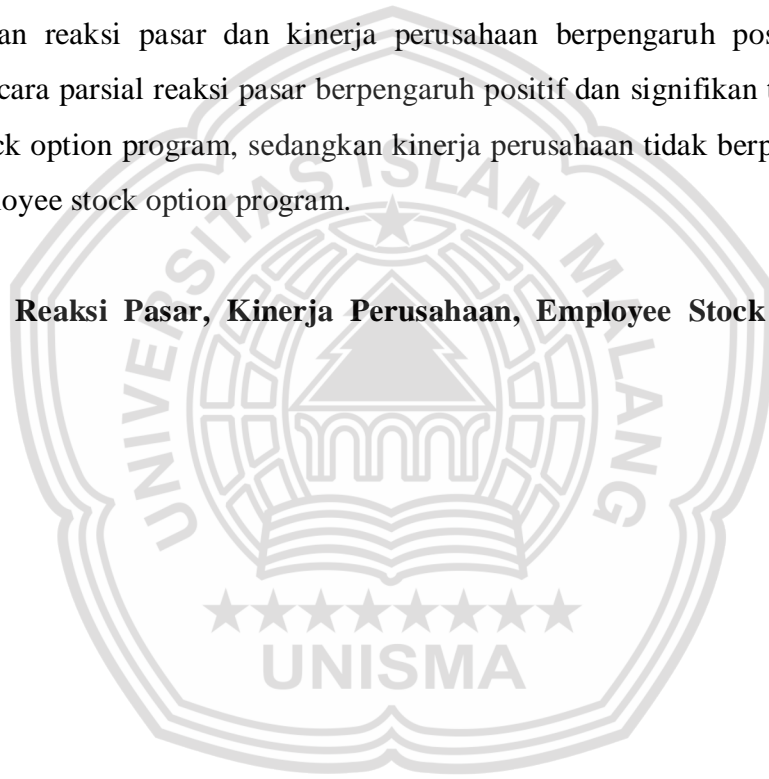 an reaksi pasar dan kinerja perusahaan berpengaruh pos
cara parsial reaksi pasar berpengaruh positif dan signifikan t
ck option program, sedangkan kinerja perusahaan tidak berp
loyee stock option program.
Reaksi Pasar, Kinerja Perusahaan, Employee Stock
UNIVERSITAS ISLAM MALANG
UNISMA